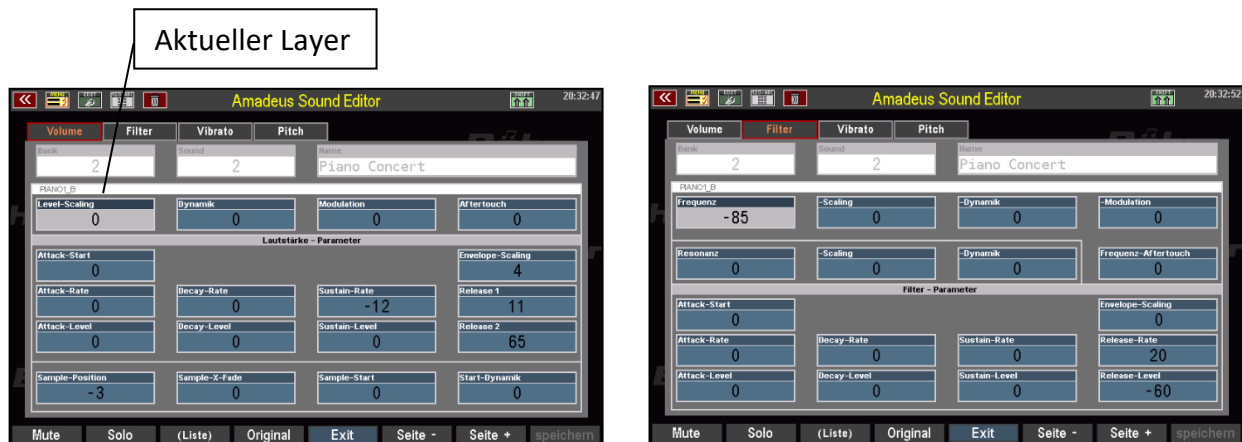 Aktueller Layer
Amadeus Sound Editor
20:32:47
Volume Filter Vibrato Pitch
Bank Sound Name
2 2 Piano Concert
PIANO1_B
Level-Scaling Dynamik Modulation Aftertouch
0 0 0 0
Lautstärke - Parameter
Attack-Start Envelope-Scaling
0 4
Attack-Rate Decay-Rate Sustain-Rate Release 1
0 0 -12 11
Attack-Level Decay-Level Sustain-Level Release 2
0 0 0 65
Sample-Position Sample-X-Fade Sample-Start Start-Dynamik
-3 0 0 0
Mute Solo (Liste) Original Exit Seite - Seite + speichern
Amadeus Sound Editor
20:32:52
Volume Filter Vibrato Pitch
Bank Sound Name
2 2 Piano Concert
PIANO1_B
Frequenz -Scaling -Dynamik -Modulation
-85 0 0 0
Resonanz -Scaling -Dynamik Frequenz-Aftertouch
0 0 0 0
Filter - Parameter
Attack-Start Envelope-Scaling
0 0
Attack-Rate Decay-Rate Sustain-Rate Release-Rate
0 0 0 20
Attack-Level Decay-Level Sustain-Level Release-Level
0 0 0 -60
Mute Solo (Liste) Original Exit Seite - Seite + speichern